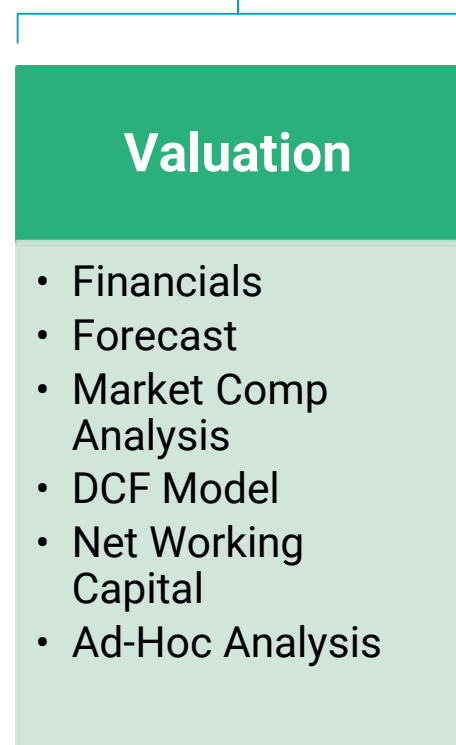 Valuation
• Financials
• Forecast
• Market Comp
Analysis
• DCF Model
• Net Working
Capital
• Ad-Hoc Analysis